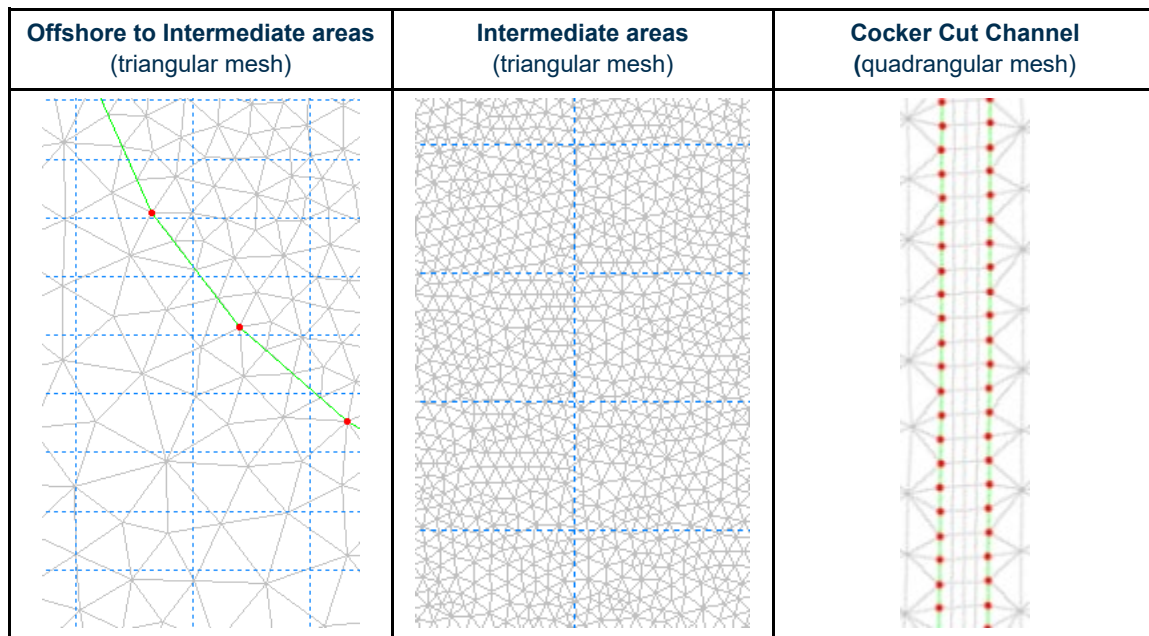 Offshore to Intermediate areas
(triangular mesh)
Intermediate areas
(triangular mesh)
Cocker Cut Channel
(quadrangular mesh)